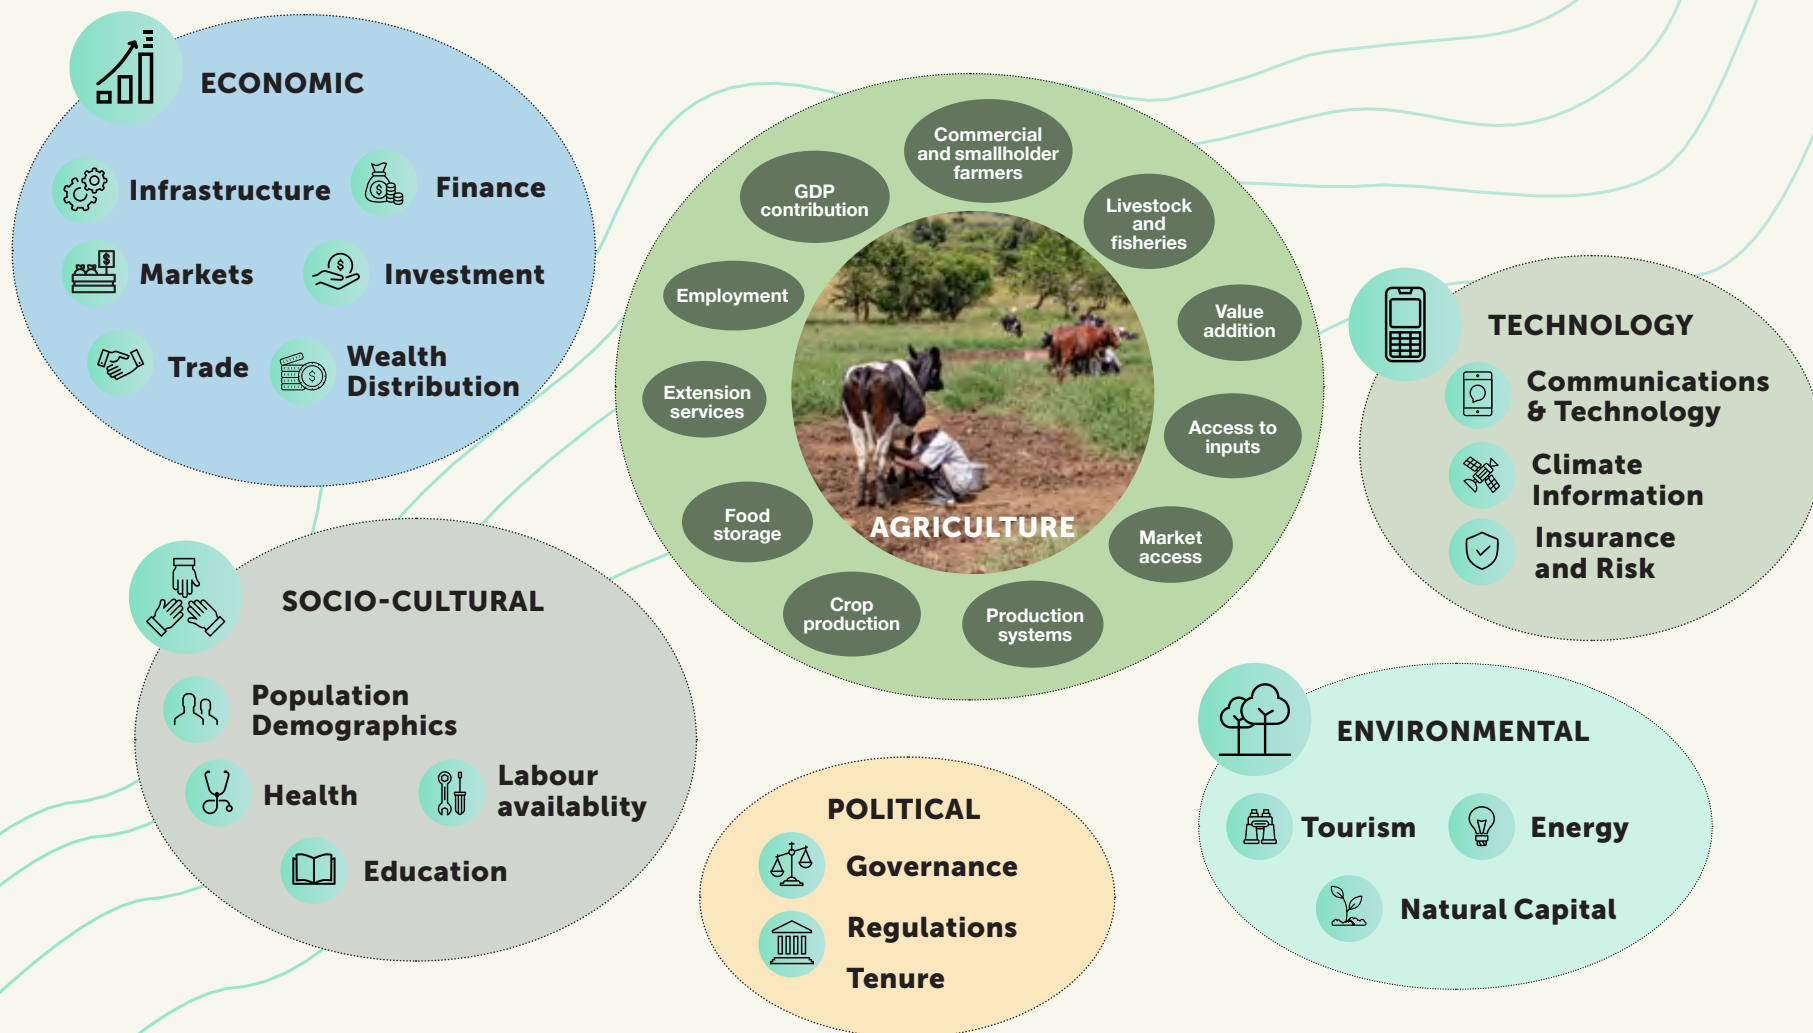 ECONOMIC
Infrastructure
Finance
Markets
Investment
Trade
Wealth
Distribution
Commercial
and smallholder
farmers
GDP
contribution
Livestock
and
fisheries
Employment
Value
addition
Extension
services
Access to
inputs
Food
storage
AGRICULTURE
Market
access
Crop
production
Production
systems
TECHNOLOGY
Communications
& Technology
Climate
Information
Insurance
and Risk
SOCIO-CULTURAL
Population
Demographics
Health
Labour
availablity
Education
POLITICAL
Governance
Regulations
Tenure
ENVIRONMENTAL
Tourism
Energy
Natural Capital